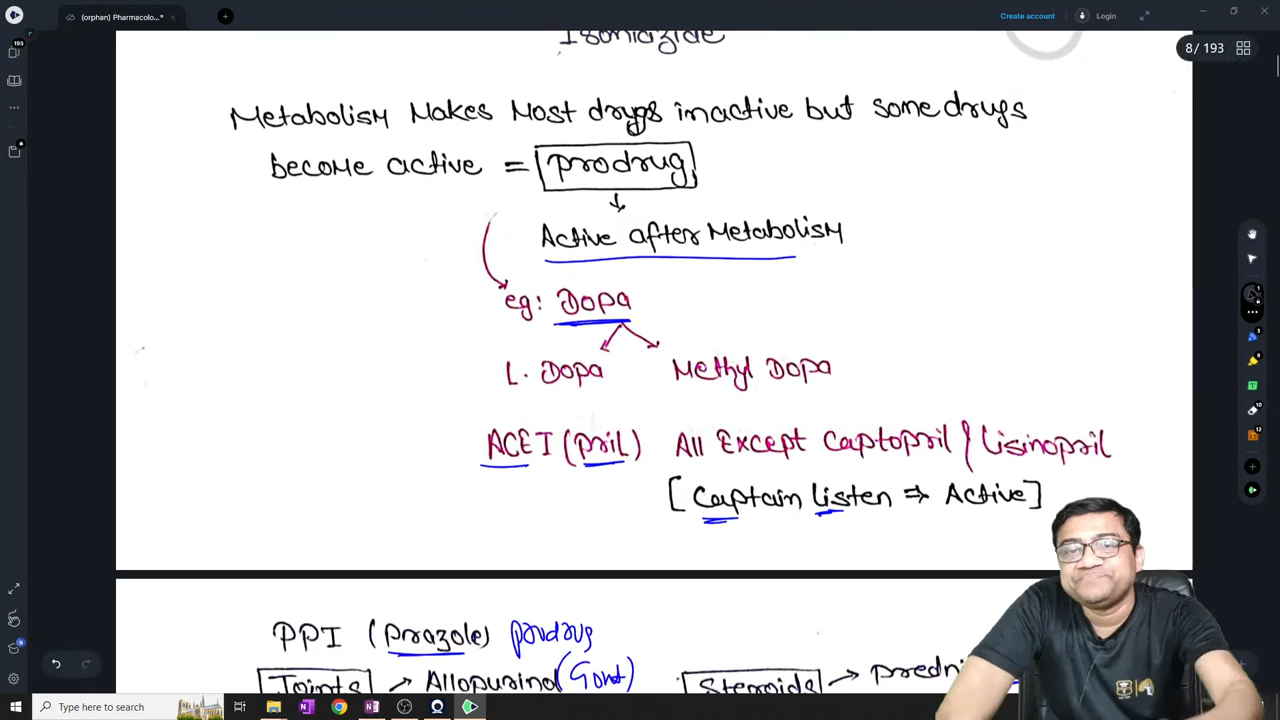 (orphan) Pharmacolo...*
Create account
Login
193
8 / 193
Isoniazide
Metabolism Makes Most drugs inactive but some drugs
become active = prodrug
Active after Metabolism
eg: Dopa
L. Dopa Methyl Dopa
ACEI (pril) All Except Captopril / Lisinopril
[Captain listen ⇒ Active]
PPI (prazole) prodrug
Joints → Allopurinol (Gout)
Steroids →
Type here to search